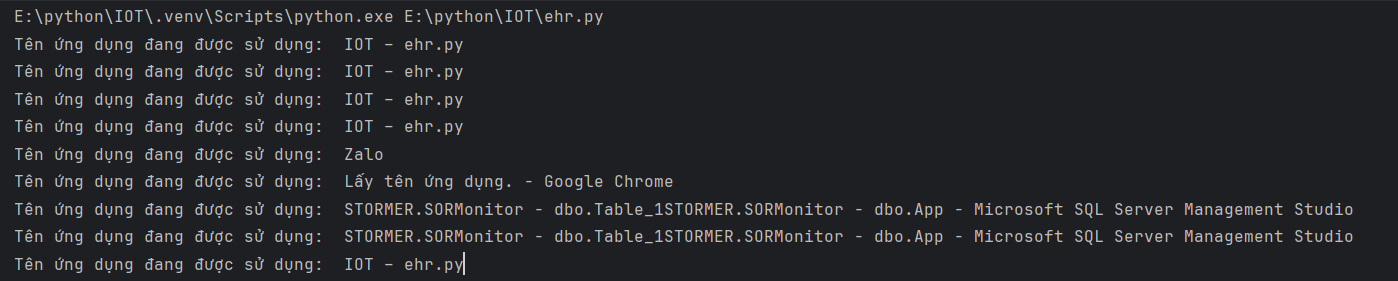 E:\python\IOT\.venv\Scripts\python.exe E:\python\IOT\ehr.py
Tên ứng dụng đang được sử dụng:  IOT – ehr.py
Tên ứng dụng đang được sử dụng:  IOT – ehr.py
Tên ứng dụng đang được sử dụng:  IOT – ehr.py
Tên ứng dụng đang được sử dụng:  IOT – ehr.py
Tên ứng dụng đang được sử dụng:  Zalo
Tên ứng dụng đang được sử dụng:  Lấy tên ứng dụng. - Google Chrome
Tên ứng dụng đang được sử dụng:  STORMER.SORMonitor - dbo.Table_1STORMER.SORMonitor - dbo.App - Microsoft SQL Server Management Studio
Tên ứng dụng đang được sử dụng:  STORMER.SORMonitor - dbo.Table_1STORMER.SORMonitor - dbo.App - Microsoft SQL Server Management Studio
Tên ứng dụng đang được sử dụng:  IOT – ehr.py